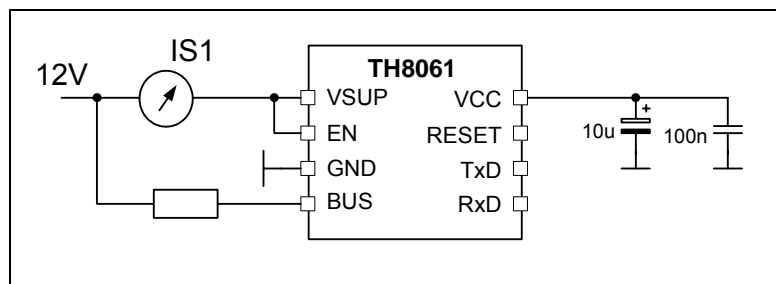 IS1
12V
TH8061
VSUP
VCC
EN
RESET
GND
TxD
BUS
RxD
+
10u
100n